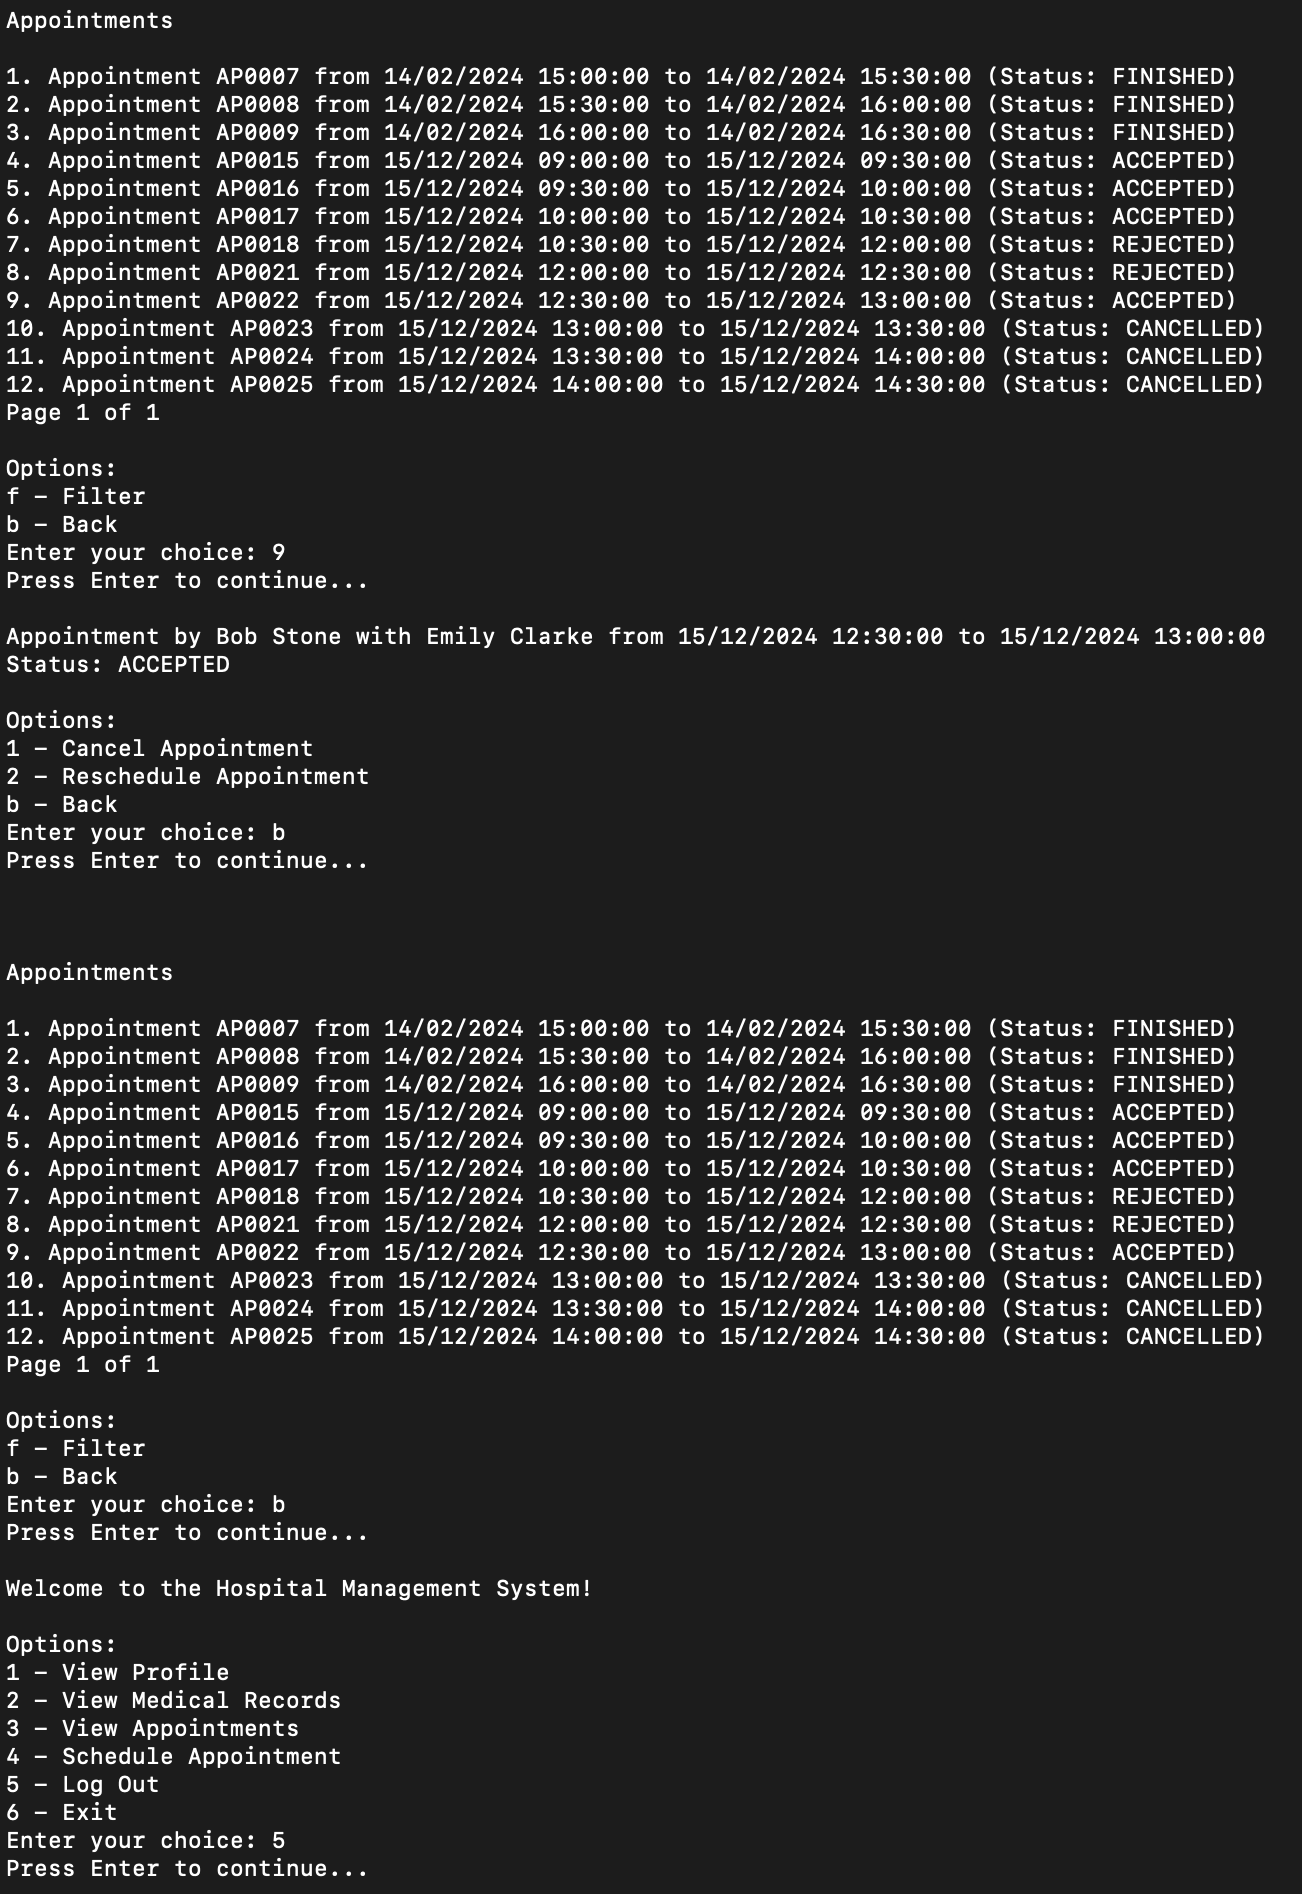 Appointments
1. Appointment AP0007 from 14/02/2024 15:00:00 to 14/02/2024 15:30:00 (Status: FINISHED)
2. Appointment AP0008 from 14/02/2024 15:30:00 to 14/02/2024 16:00:00 (Status: FINISHED)
3. Appointment AP0009 from 14/02/2024 16:00:00 to 14/02/2024 16:30:00 (Status: FINISHED)
4. Appointment AP0015 from 15/12/2024 09:00:00 to 15/12/2024 09:30:00 (Status: ACCEPTED)
5. Appointment AP0016 from 15/12/2024 09:30:00 to 15/12/2024 10:00:00 (Status: ACCEPTED)
6. Appointment AP0017 from 15/12/2024 10:00:00 to 15/12/2024 10:30:00 (Status: ACCEPTED)
7. Appointment AP0018 from 15/12/2024 10:30:00 to 15/12/2024 12:00:00 (Status: REJECTED)
8. Appointment AP0021 from 15/12/2024 12:00:00 to 15/12/2024 12:30:00 (Status: REJECTED)
9. Appointment AP0022 from 15/12/2024 12:30:00 to 15/12/2024 13:00:00 (Status: ACCEPTED)
10. Appointment AP0023 from 15/12/2024 13:00:00 to 15/12/2024 13:30:00 (Status: CANCELLED)
11. Appointment AP0024 from 15/12/2024 13:30:00 to 15/12/2024 14:00:00 (Status: CANCELLED)
12. Appointment AP0025 from 15/12/2024 14:00:00 to 15/12/2024 14:30:00 (Status: CANCELLED)
Page 1 of 1
Options:
f – Filter
b – Back
Enter your choice: 9
Press Enter to continue...
Appointment by Bob Stone with Emily Clarke from 15/12/2024 12:30:00 to 15/12/2024 13:00:00
Status: ACCEPTED
Options:
1 – Cancel Appointment
2 – Reschedule Appointment
b – Back
Enter your choice: b
Press Enter to continue...
Appointments
1. Appointment AP0007 from 14/02/2024 15:00:00 to 14/02/2024 15:30:00 (Status: FINISHED)
2. Appointment AP0008 from 14/02/2024 15:30:00 to 14/02/2024 16:00:00 (Status: FINISHED)
3. Appointment AP0009 from 14/02/2024 16:00:00 to 14/02/2024 16:30:00 (Status: FINISHED)
4. Appointment AP0015 from 15/12/2024 09:00:00 to 15/12/2024 09:30:00 (Status: ACCEPTED)
5. Appointment AP0016 from 15/12/2024 09:30:00 to 15/12/2024 10:00:00 (Status: ACCEPTED)
6. Appointment AP0017 from 15/12/2024 10:00:00 to 15/12/2024 10:30:00 (Status: ACCEPTED)
7. Appointment AP0018 from 15/12/2024 10:30:00 to 15/12/2024 12:00:00 (Status: REJECTED)
8. Appointment AP0021 from 15/12/2024 12:00:00 to 15/12/2024 12:30:00 (Status: REJECTED)
9. Appointment AP0022 from 15/12/2024 12:30:00 to 15/12/2024 13:00:00 (Status: ACCEPTED)
10. Appointment AP0023 from 15/12/2024 13:00:00 to 15/12/2024 13:30:00 (Status: CANCELLED)
11. Appointment AP0024 from 15/12/2024 13:30:00 to 15/12/2024 14:00:00 (Status: CANCELLED)
12. Appointment AP0025 from 15/12/2024 14:00:00 to 15/12/2024 14:30:00 (Status: CANCELLED)
Page 1 of 1
Options:
f – Filter
b – Back
Enter your choice: b
Press Enter to continue...
Welcome to the Hospital Management System!
Options:
1 – View Profile
2 – View Medical Records
3 – View Appointments
4 – Schedule Appointment
5 – Log Out
6 – Exit
Enter your choice: 5
Press Enter to continue...